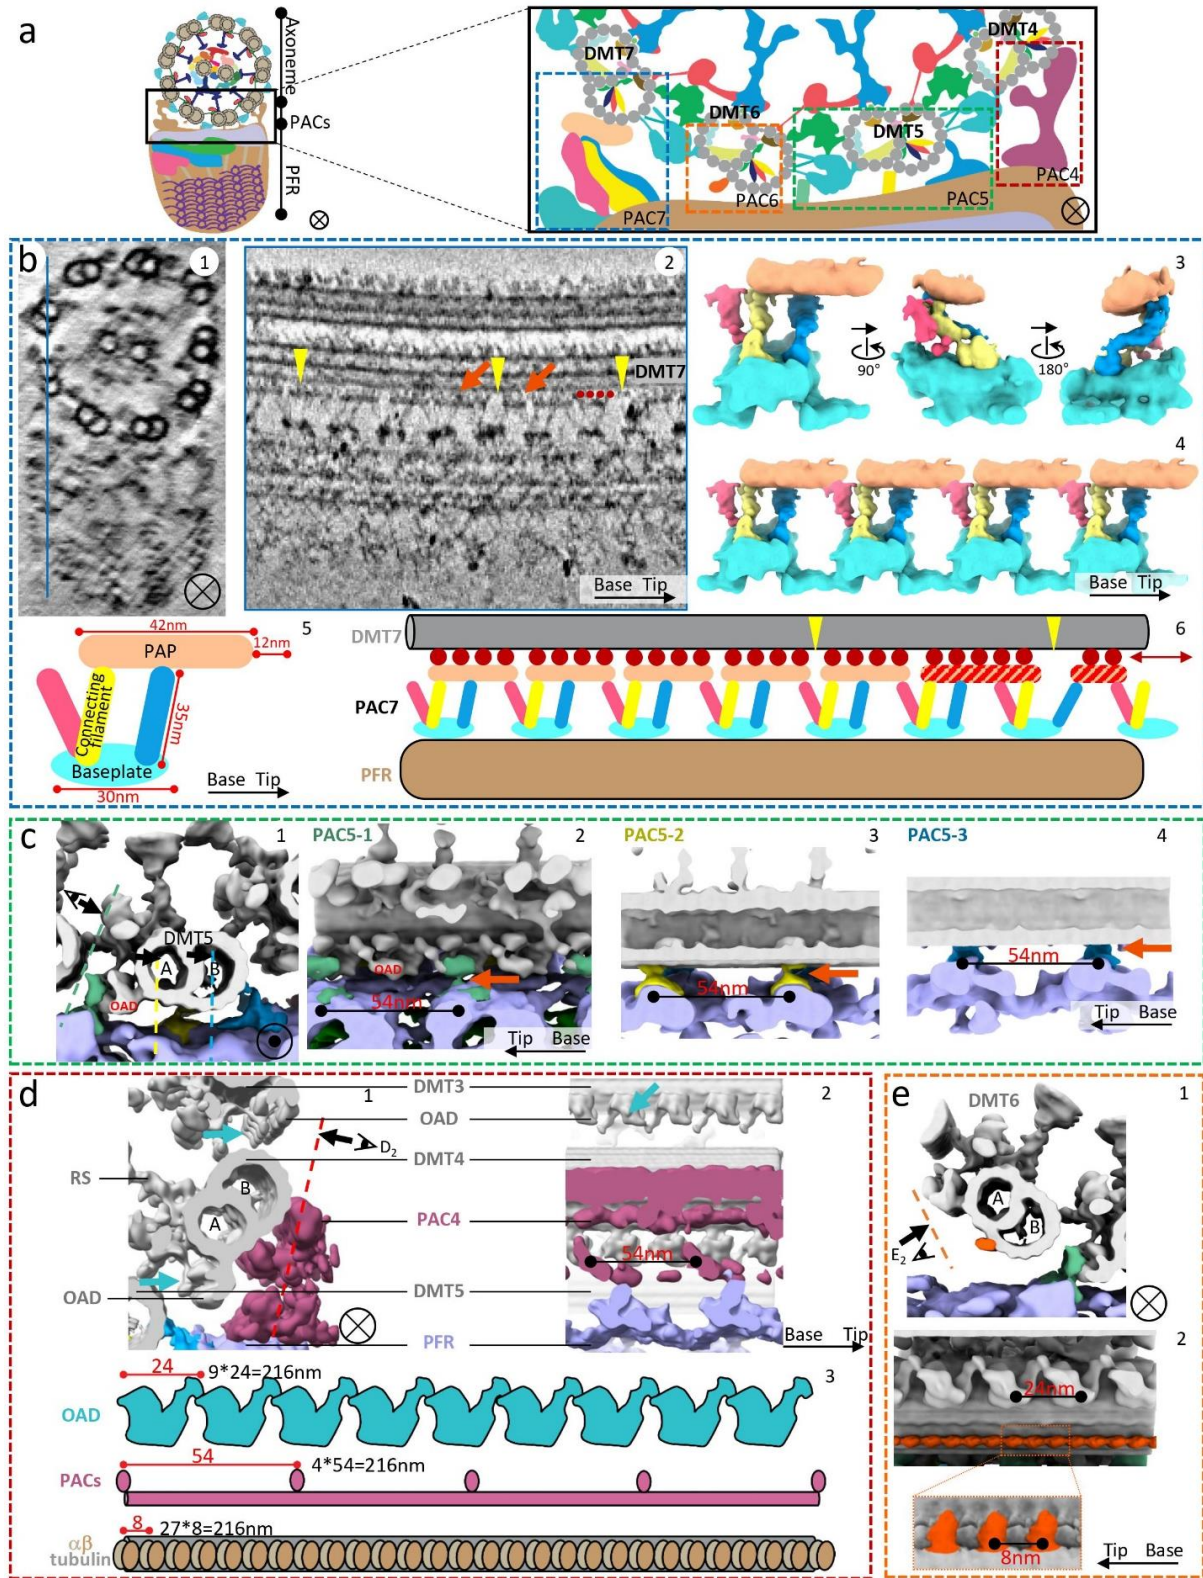 a
Axoneme
PACs
PFR
DMT7
DMT4
DMT6
DMT5
PAC4
PAC7
PAC6
PAC5
b
1
2
DMT7
Base Tip
3
90°
180°
4
Base Tip
5
42nm
PAP
12nm
Connecting
filament
35nm
Baseplate
30nm
Base Tip
6
DMT7
PAC7
PFR
c
1
DMT5
A
B
OAD
PAC5-1
2
OAD
54nm
Tip Base
PAC5-2
3
54nm
PAC5-3
4
54nm
Tip Base
d
1
DMT3
OAD
D2
RS
DMT4
B
A
PAC4
OAD
DMT5
PFR
2
54nm
Base Tip
3
24
9*24=216nm
OAD
54
4*54=216nm
PACs
8
27*8=216nm
αβ
tubulin
e
1
DMT6
A
B
E2
2
24nm
8nm
Tip Base